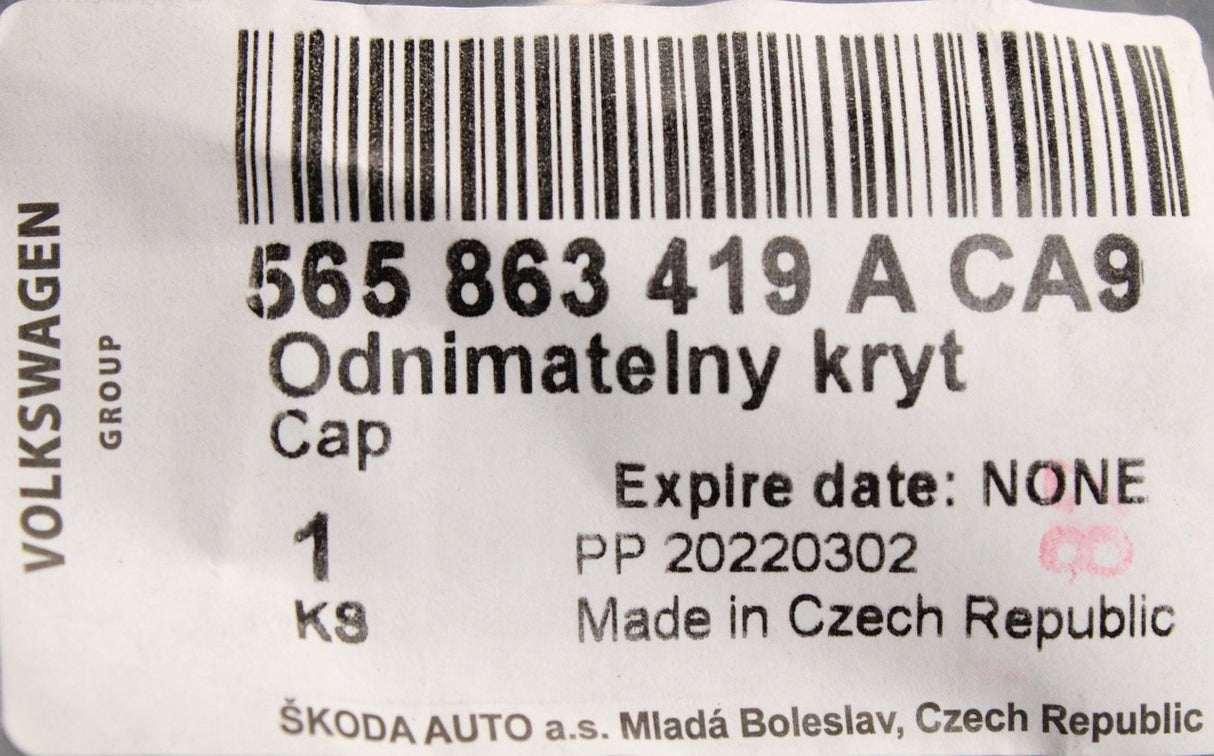 VOLKSWAGEN
GROUP
565 863 419 A CA9
Odnimatelny kryt
Cap
Expire date: NONE
1
PP 20220302
KS
Made in Czech Republic
ŠKODA AUTO a.s. Mladá Boleslav, Czech Republic